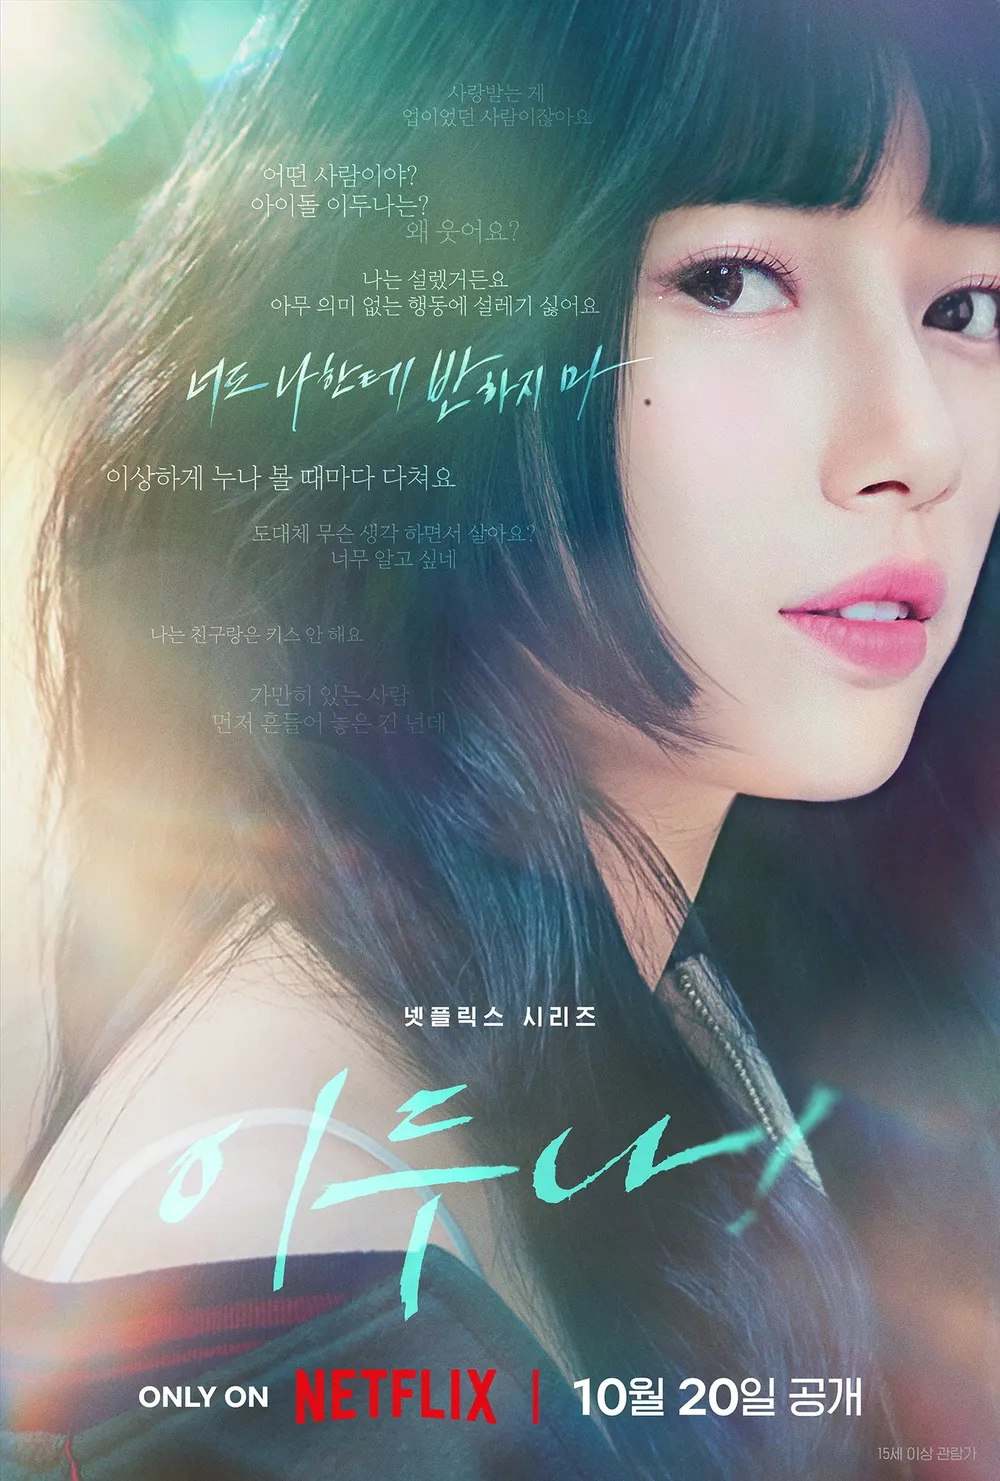 사랑받는 게
업이었던 사람이잖아요
어떤 사람이야?
아이돌 이두나는?
왜 웃어요?
나는 설렜거든요
아무 의미 없는 행동에 설레기 싫어요
너도 나한테 반하지 마
이상하게 누나 볼 때마다 다쳐요
도대체 무슨 생각 하면서 살아요?
너무 알고 싶네
나는 친구랑은 키스 안 해요
가만히 있는 사람
먼저 흔들어 놓은 건 넌데
넷플릭스 시리즈
이두나!
ONLY ON NETFLIX | 10월 20일 공개
15세 이상 관람가